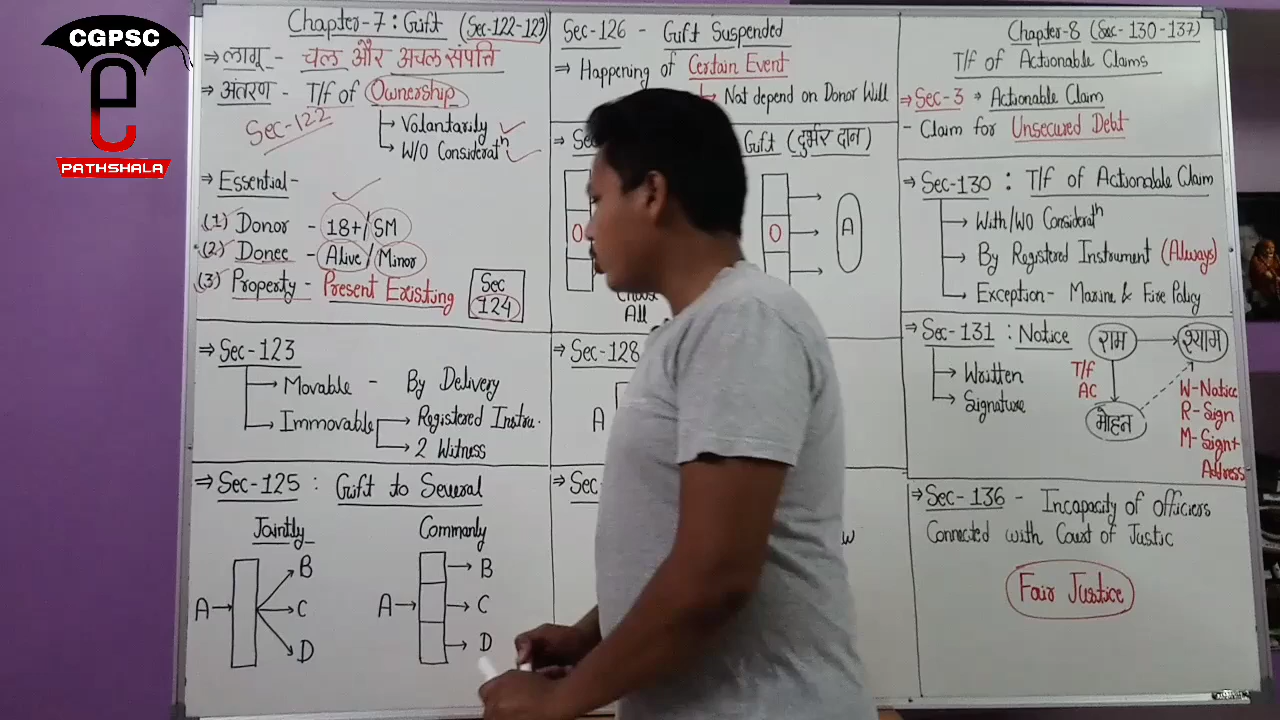 CGPSC
e
PATHSHALA
Chapter-7: Gift (Sec-122-129)
⇒ लागू - चल और अचल संपत्ति
⇒ अंतरण - T/f of Ownership
Sec-122
Volantarily
W/O Considerath
⇒ Essential-
(1) Donor - 18+/SM
(2) Donee - Alive/Minor
(3) Property - Present Existing
Sec
124
⇒ Sec-123
Movable - By Delivery
Immovable
Registered Instru.
2 Witness
⇒ Sec-125 : Gift to Several
Jointly
Commonly
A
B
C
D
A
B
C
D
Sec-126 - Gift Suspended
⇒ Happening of Certain Event
Not depend on Donor Will
Gift (दुर्भर दान)
O
O
A
All
⇒ Sec-128
A
⇒ Sec
Chapter-8 (Sec-130-137)
T/f of Actionable Claims
⇒ Sec-3 ⇒ Actionable Claim
- Claim for Unsecured Debt
⇒ Sec-130 : T/f of Actionable Claim
With/WO Considerath
By Registered Instrument (Always)
Exception- Marine & Fire Policy
⇒ Sec-131 : Notice
Written
Signature
राम
श्याम
T/f
AC
मोहन
W-Notice
R-Sign
M-Sign+
Address
⇒ Sec-136 - Incapacity of officiers
Connected with Court of Justic
Fair Justice